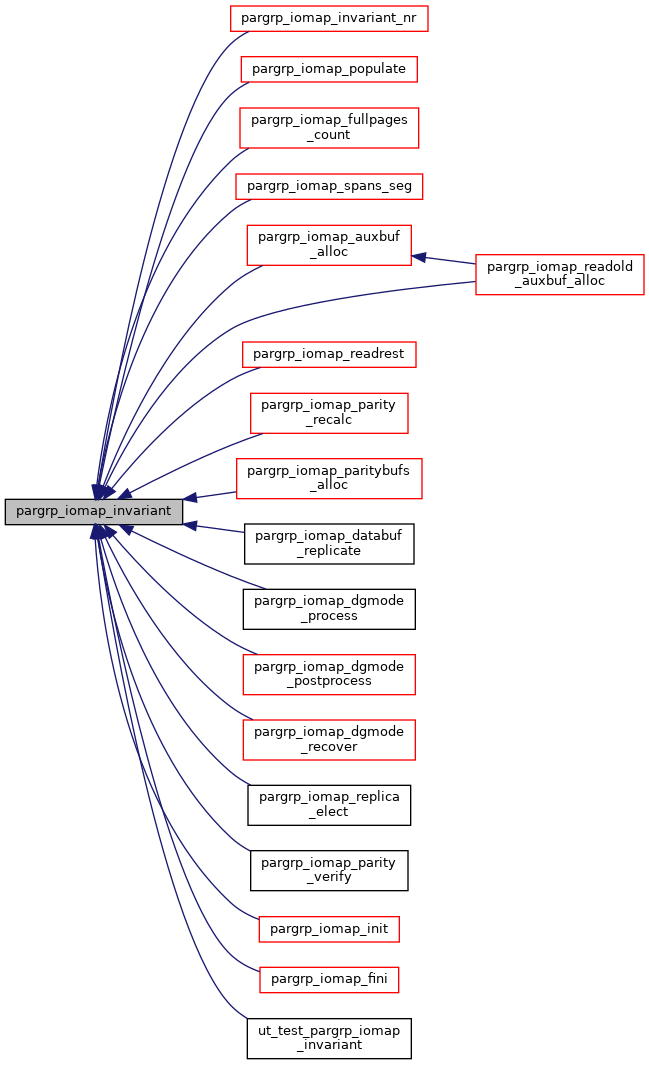 pargrp_iomap_invariant_nr
pargrp_iomap_populate
pargrp_iomap_fullpages
_count
pargrp_iomap_spans_seg
pargrp_iomap_auxbuf
_alloc
pargrp_iomap_readold
_auxbuf_alloc
pargrp_iomap_readrest
pargrp_iomap_parity
_recalc
pargrp_iomap_paritybufs
_alloc
pargrp_iomap_invariant
pargrp_iomap_databuf
_replicate
pargrp_iomap_dgmode
_process
pargrp_iomap_dgmode
_postprocess
pargrp_iomap_dgmode
_recover
pargrp_iomap_replica
_elect
pargrp_iomap_parity
_verify
pargrp_iomap_init
pargrp_iomap_fini
ut_test_pargrp_iomap
_invariant